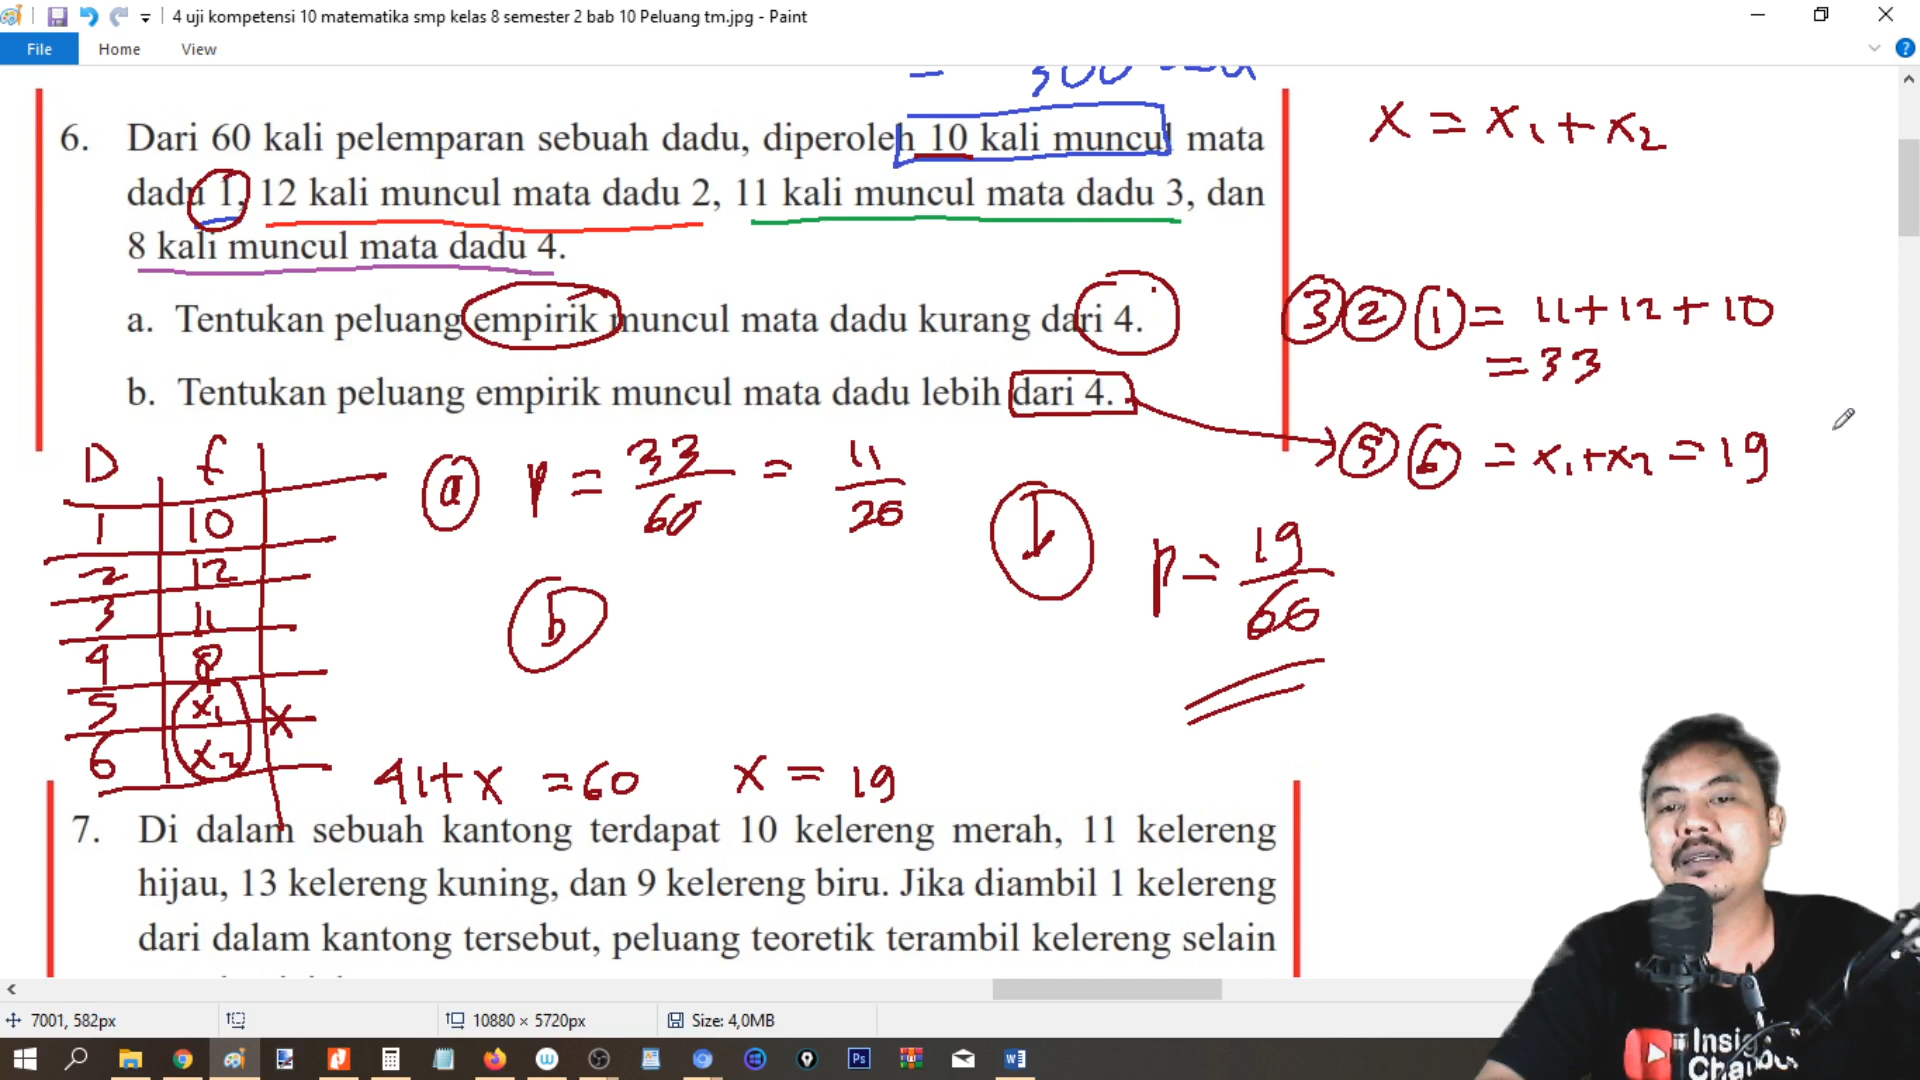 4 uji kompetensi 10 matematika smp kelas 8 semester 2 bab 10 Peluang tm.jpg - Paint
File Home View
= 300
6. Dari 60 kali pelemparan sebuah dadu, diperoleh 10 kali muncul mata
dadu 1, 12 kali muncul mata dadu 2, 11 kali muncul mata dadu 3, dan
8 kali muncul mata dadu 4.
a. Tentukan peluang empirik muncul mata dadu kurang dari 4.
b. Tentukan peluang empirik muncul mata dadu lebih dari 4.
x = x1 + x2
3 2 1 = 11 + 12 + 10
= 33
5 6 = x1 + x2 = 19
D f
1 10
2 12
3 11
4 8
5 x1
6 x2
x
a p = 33/60 = 11/20
b
b p = 19/60
41 + x = 60 x = 19
7. Di dalam sebuah kantong terdapat 10 kelereng merah, 11 kelereng
hijau, 13 kelereng kuning, dan 9 kelereng biru. Jika diambil 1 kelereng
dari dalam kantong tersebut, peluang teoretik terambil kelereng selain
7001, 582px
10880 × 5720px
Size: 4,0MB
Ps